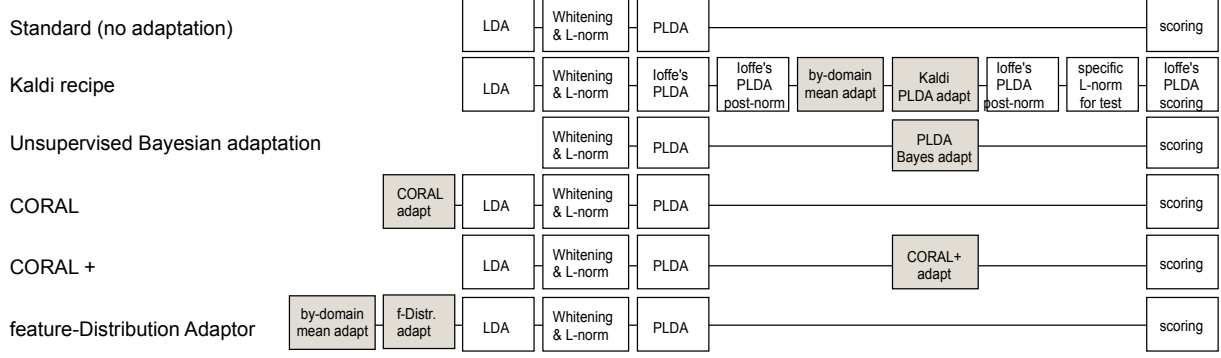 Standard (no adaptation)
LDA
Whitening
& L-norm
PLDA
scoring
Kaldi recipe
LDA
Whitening
& L-norm
Ioffe's
PLDA
Ioffe's
PLDA
post-norm
by-domain
mean adapt
Kaldi
PLDA adapt
Ioffe's
PLDA
post-norm
specific
L-norm
for test
Ioffe's
PLDA
scoring
Unsupervised Bayesian adaptation
Whitening
& L-norm
PLDA
PLDA
Bayes adapt
scoring
CORAL
CORAL
adapt
LDA
Whitening
& L-norm
PLDA
scoring
CORAL +
LDA
Whitening
& L-norm
PLDA
CORAL+
adapt
scoring
feature-Distribution Adaptor
by-domain
mean adapt
f-Distr.
adapt
LDA
Whitening
& L-norm
PLDA
scoring